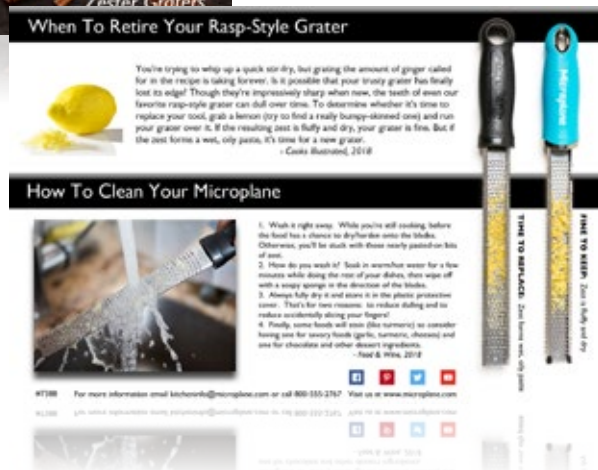 Zester Graters
When To Retire Your Rasp-Style Grater
You're trying to whip up a quick stir-fry, but grating the amount of ginger called
for in the recipe is taking forever. Is it possible that your trusty grater has finally
lost its edge? Though they're impressively sharp when new, the teeth of even our
favorite rasp-style grater can dull over time. To determine whether it's time to
replace your tool, grab a lemon (try to find a really bumpy-skinned one) and run
your grater over it. If the resulting zest is fluffy and dry, your grater is fine. But if
the zest forms a wet, oily paste, it's time for a new grater.
- Cooks Illustrated, 2018
Microplane
How To Clean Your Microplane
1. Wash it right away. While you're still cooking, before
the food has a chance to dry/harden onto the blades.
Otherwise, you'll be stuck with those nearly pasted-on bits
of zest.
2. How do you wash it? Soak in warm/hot water for a few
minutes while doing the rest of your dishes, then wipe off
with a soapy sponge in the direction of the blades.
3. Always fully dry it and store it in the plastic protective
cover. That's for two reasons: to reduce dulling and to
reduce accidentally slicing your fingers!
4. Finally, some foods will stain (like turmeric) so consider
having one for savory foods (garlic, turmeric, cheeses) and
one for chocolate and other dessert ingredients.
- Food & Wine, 2018
TIME TO REPLACE: Zest forms wet, oily paste
FINE TO KEEP: Zest is fluffy and dry
For more information email kitcheninfo@microplane.com or call 800-555-2767 Visit us at www.microplane.com